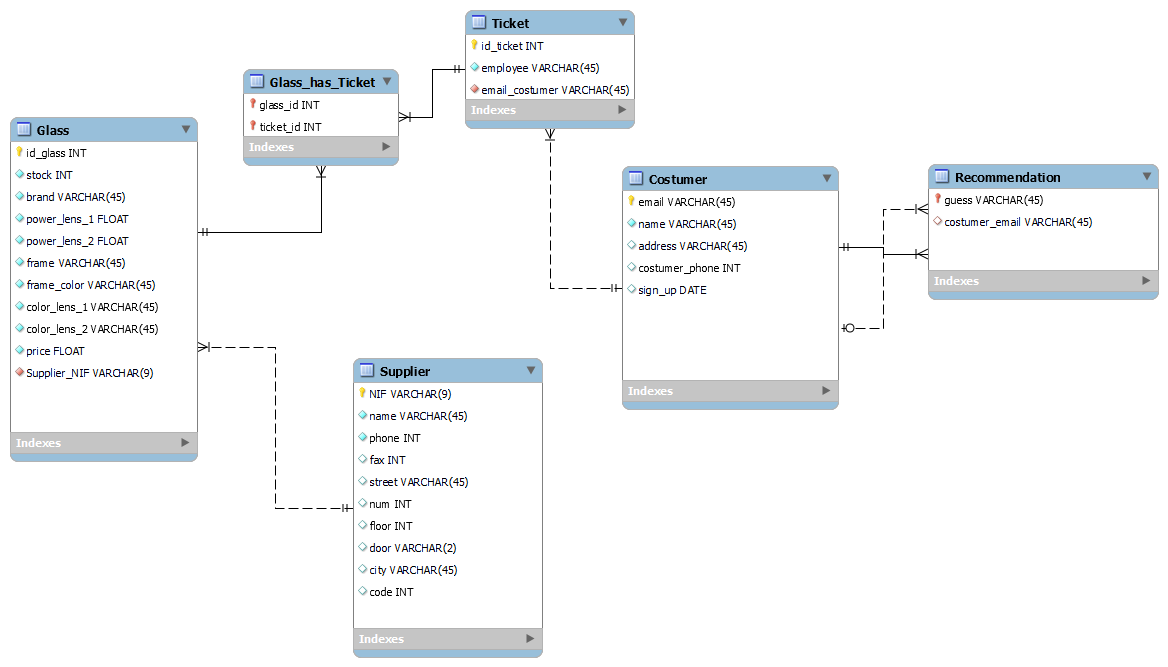 Ticket
id_ticket INT
employee VARCHAR(45)
email_costumer VARCHAR(45)
Indexes
Glass_has_Ticket
glass_id INT
ticket_id INT
Indexes
Glass
id_glass INT
stock INT
brand VARCHAR(45)
power_lens_1 FLOAT
power_lens_2 FLOAT
frame VARCHAR(45)
frame_color VARCHAR(45)
color_lens_1 VARCHAR(45)
color_lens_2 VARCHAR(45)
price FLOAT
Supplier_NIF VARCHAR(9)
Indexes
Costumer
email VARCHAR(45)
name VARCHAR(45)
address VARCHAR(45)
costumer_phone INT
sign_up DATE
Indexes
Recommendation
guess VARCHAR(45)
costumer_email VARCHAR(45)
Indexes
Supplier
NIF VARCHAR(9)
name VARCHAR(45)
phone INT
fax INT
street VARCHAR(45)
num INT
floor INT
door VARCHAR(2)
city VARCHAR(45)
code INT
Indexes